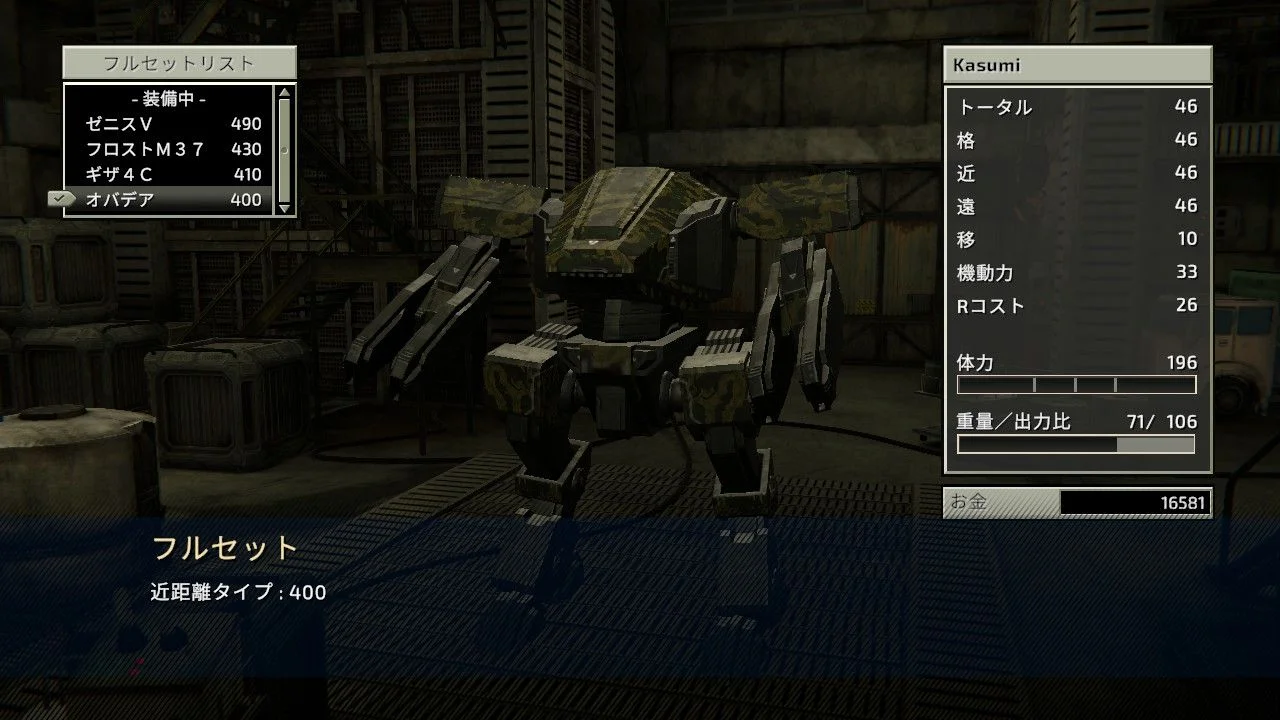 フルセットリスト
- 装備中 -
ゼニスV 490
フロストM37 430
ギザ4C 410
オバデア 400
Kasumi
トータル 46
格 46
近 46
遠 46
移 10
機動力 33
Rコスト 26
体力 196
重量/出力比 71/ 106
お金 16581
フルセット
近距離タイプ : 400